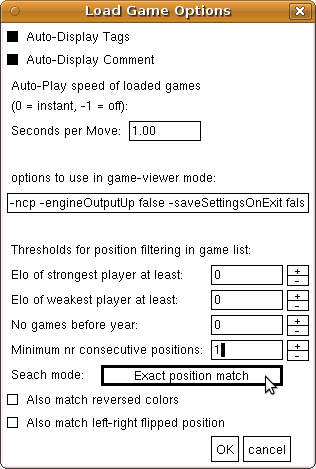 Load Game Options
Auto-Display Tags
Auto-Display Comment
Auto-Play speed of loaded games
(0 = instant, -1 = off):
Seconds per Move: 1.00
options to use in game-viewer mode:
-ncp -engineOutputUp false -saveSettingsOnExit fals
Thresholds for position filtering in game list:
Elo of strongest player at least: 0 + -
Elo of weakest player at least: 0 + -
No games before year: 0 + -
Minimum nr consecutive positions: 1 + -
Seach mode: Exact position match
Also match reversed colors
Also match left-right flipped position
OK cancel